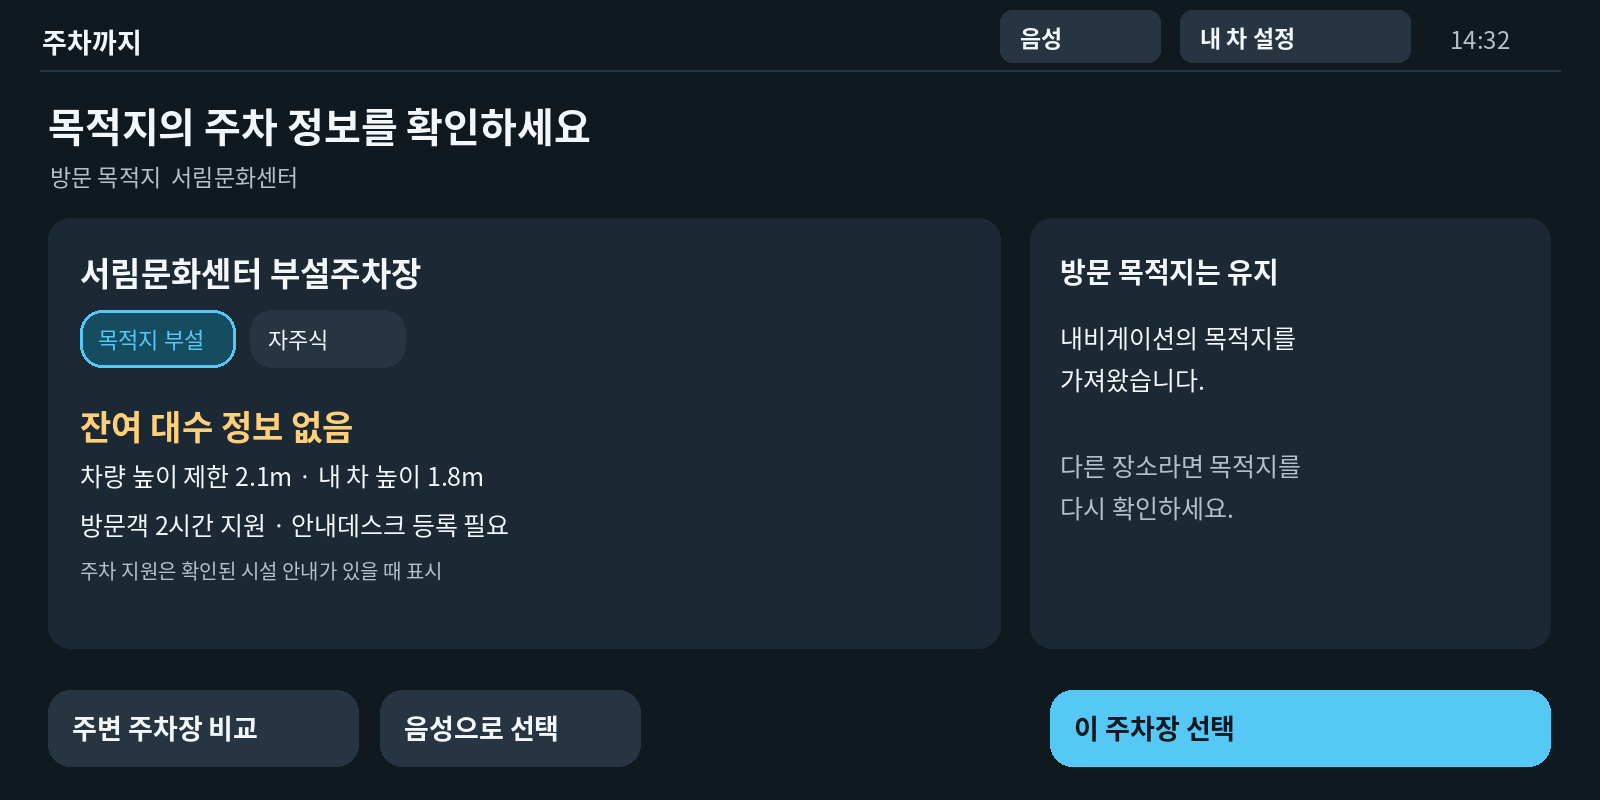 주차까지
음성
내 차 설정
14:32
목적지의 주차 정보를 확인하세요
방문 목적지 서림문화센터
서림문화센터 부설주차장
목적지 부설
자주식
잔여 대수 정보 없음
차량 높이 제한 2.1m · 내 차 높이 1.8m
방문객 2시간 지원 · 안내데스크 등록 필요
주차 지원은 확인된 시설 안내가 있을 때 표시
방문 목적지는 유지
내비게이션의 목적지를
가져왔습니다.
다른 장소라면 목적지를
다시 확인하세요.
주변 주차장 비교
음성으로 선택
이 주차장 선택